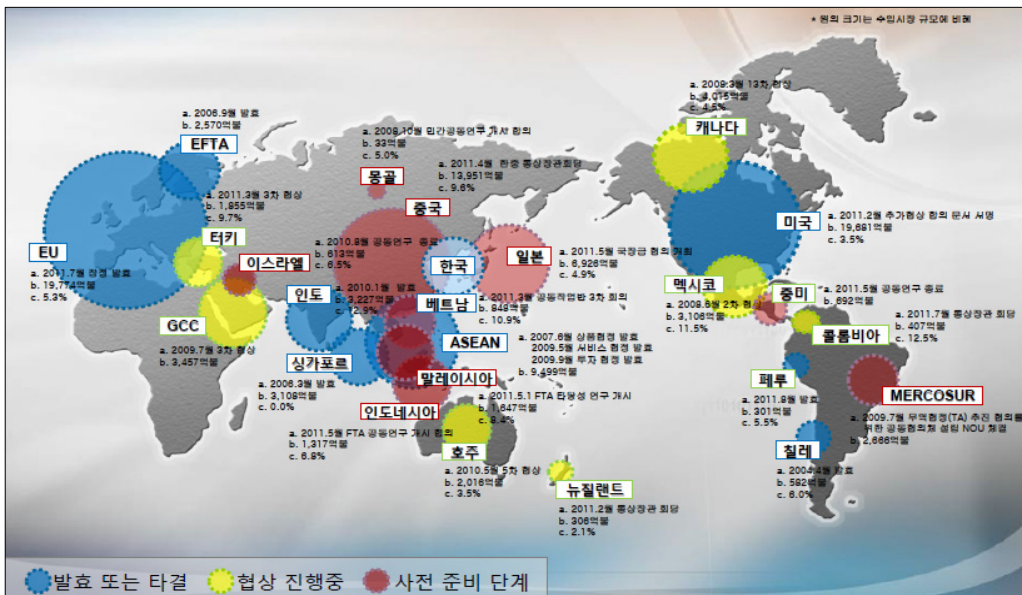 * 원의 크기는 수입시장 규모에 비례
a. 2006.9월 발효
b. 2,570억불
EFTA
a. 2008.10월 민간공동연구 개시 합의
b. 33억불
c. 5.0%
몽골
a. 2011.4월 한중 통상장관회담
b. 13,951억불
c. 9.6%
중국
a. 2009.3월 13차 협상
b. 4,015억불
c. 4.5%
캐나다
a. 2011.3월 3차 협상
b. 1,855억불
c. 9.7%
터키
EU
a. 2011.7월 잠정 발효
b. 19,774억불
c. 5.3%
이스라엘
a. 2010.8월 공동연구 종료
b. 613억불
c. 6.5%
한국
일본
a. 2011.5월 국장급 협의 개최
b. 6,926억불
c. 4.9%
미국
a. 2011.2월 추가협상 합의 문서 서명
b. 19,681억불
c. 3.5%
인도
a. 2010.1월 발효
b. 3,227억불
c. 12.9%
베트남
a. 2011.3월 공동작업반 3차 회의
b. 848억불
c. 10.9%
멕시코
a. 2008.6월 2차 협상
b. 3,106억불
c. 11.5%
중미
a. 2011.5월 공동연구 종료
b. 692억불
GCC
a. 2009.7월 3차 협상
b. 3,457억불
ASEAN
a. 2007.6월 상품협정 발효
2009.5월 서비스 협정 발효
2009.9월 투자 협정 발효
b. 9,499억불
콜롬비아
a. 2011.7월 통상장관 회담
b. 407억불
c. 12.5%
싱가포르
a. 2006.3월 발효
b. 3,108억불
c. 0.0%
말레이시아
a. 2011.5.1 FTA 타당성 연구 개시
b. 1,647억불
c. 8.4%
페루
a. 2011.8월 발효
b. 301억불
c. 5.5%
MERCOSUR
a. 2009.7월 무역협정(TA) 추진 협의를
위한 공동협의체 설립 MOU 체결
b. 2,666억불
인도네시아
a. 2011.5월 FTA 공동연구 개시 합의
b. 1,317억불
c. 6.8%
호주
a. 2010.5월 5차 협상
b. 2,016억불
c. 3.5%
뉴질랜드
a. 2011.2월 통상장관 회담
b. 306억불
c. 2.1%
칠레
a. 2004.4월 발효
b. 582억불
c. 6.0%
발효 또는 타결
협상 진행중
사전 준비 단계